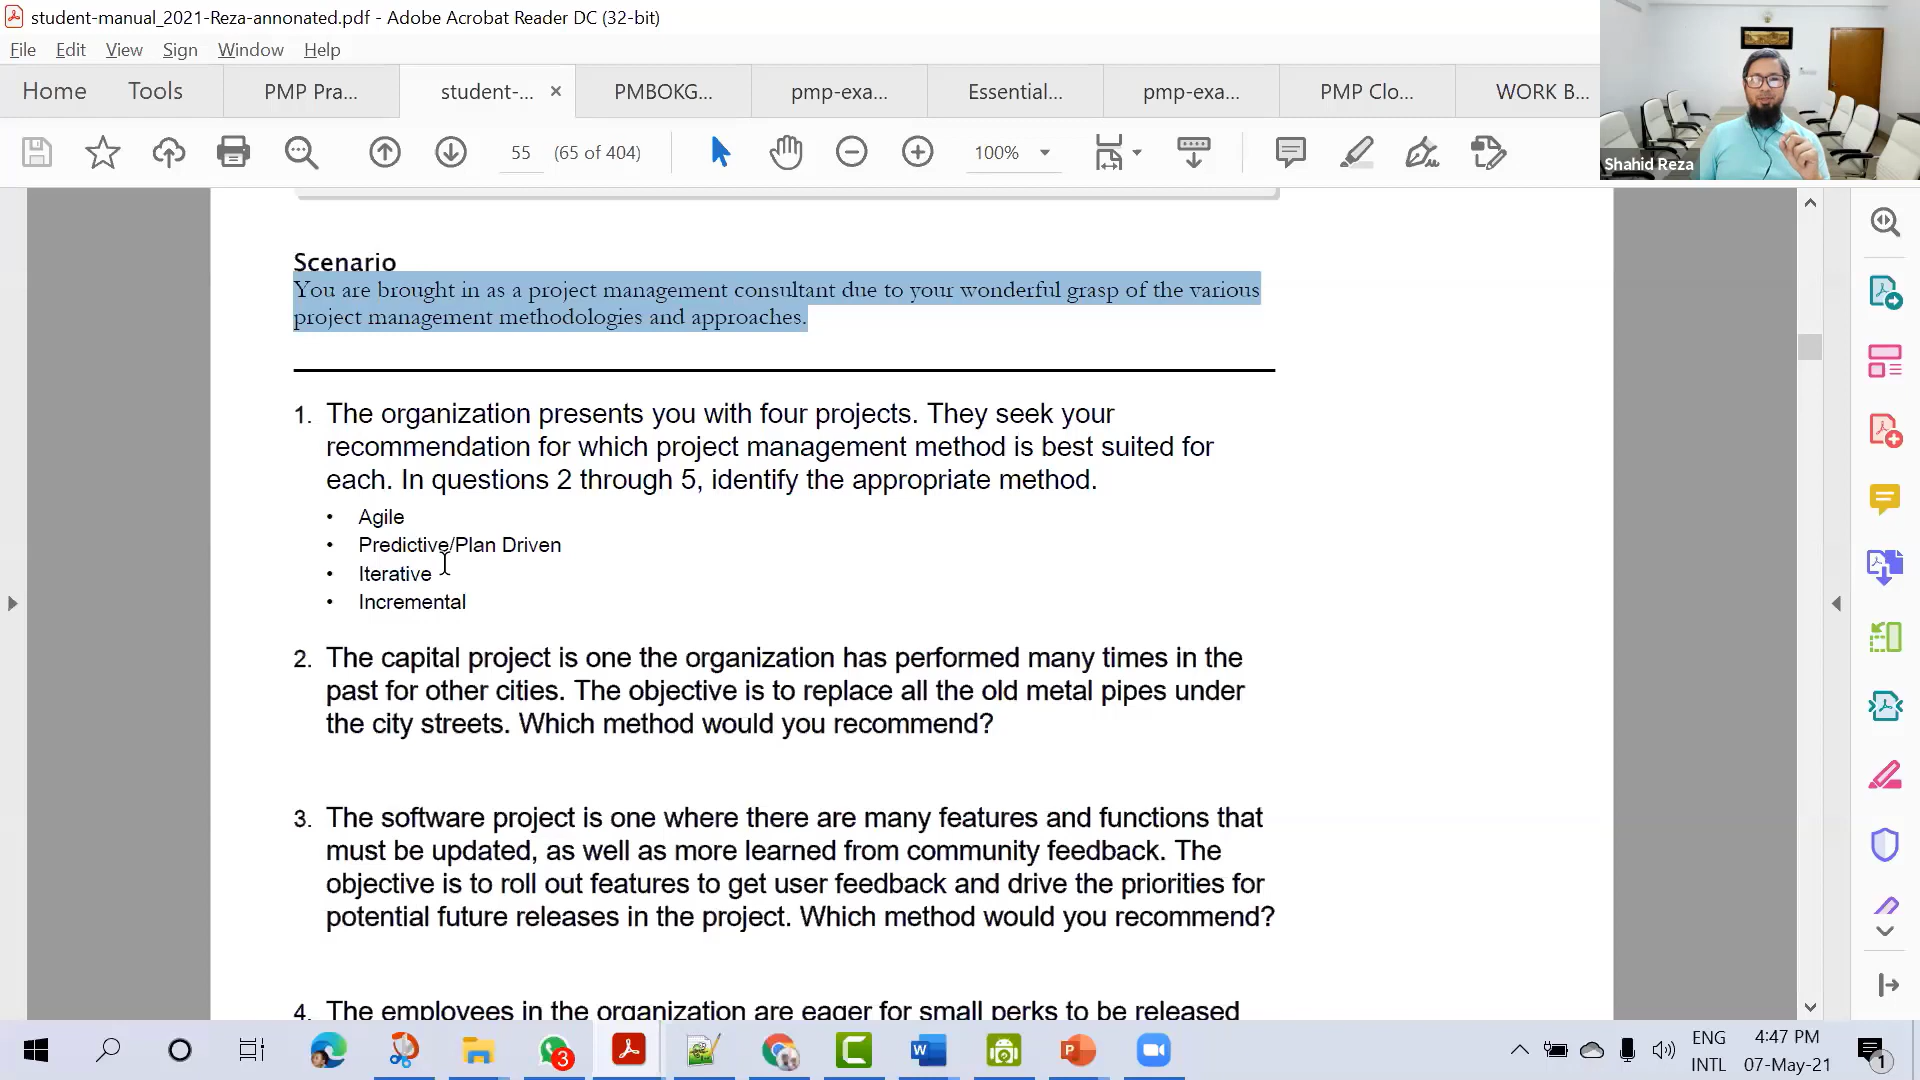 student-manual_2021-Reza-annonated.pdf - Adobe Acrobat Reader DC (32-bit)
File Edit View Sign Window Help
Home Tools PMP Pra... student-... × PMBOKG... pmp-exa... Essential... pmp-exa... PMP Clo... WORK B...
55 (65 of 404) 100%
Shahid Reza
Scenario
You are brought in as a project management consultant due to your wonderful grasp of the various
project management methodologies and approaches.
1. The organization presents you with four projects. They seek your
recommendation for which project management method is best suited for
each. In questions 2 through 5, identify the appropriate method.
• Agile
• Predictive/Plan Driven
• Iterative
• Incremental
2. The capital project is one the organization has performed many times in the
past for other cities. The objective is to replace all the old metal pipes under
the city streets. Which method would you recommend?
3. The software project is one where there are many features and functions that
must be updated, as well as more learned from community feedback. The
objective is to roll out features to get user feedback and drive the priorities for
potential future releases in the project. Which method would you recommend?
4. The employees in the organization are eager for small perks to be released
3
ENG
INTL
4:47 PM
07-May-21
1